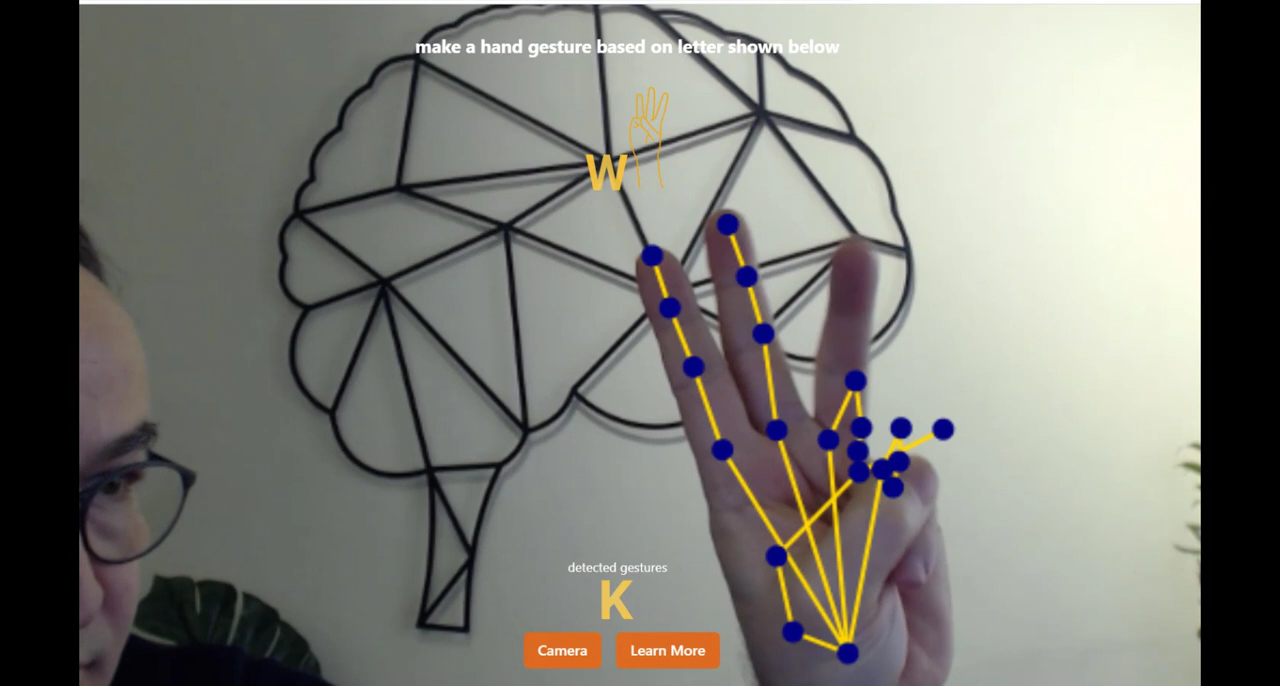 make a hand gesture based on letter shown below
W
detected gestures
K
Camera
Learn More